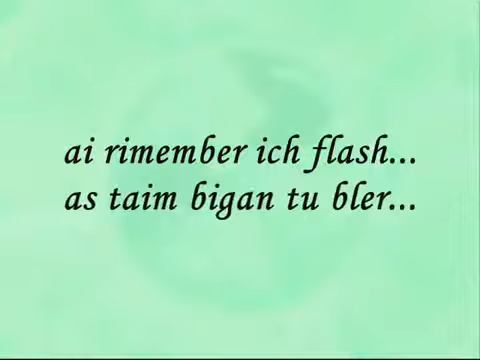 ai rimember ich flash...
as taim bigan tu bler...